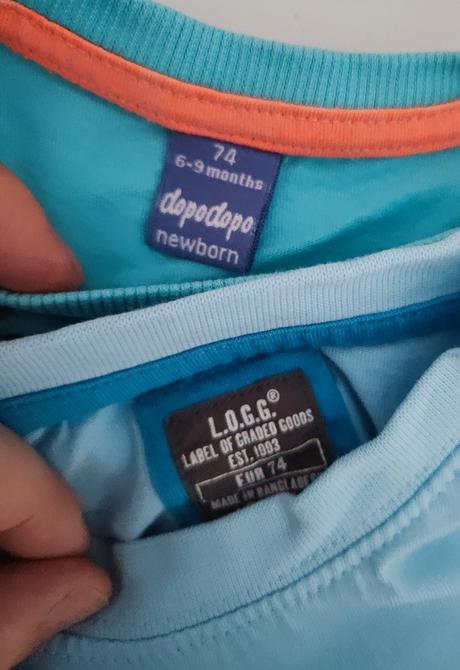 74
6-9 months
dopodopo
newborn
L.O.G.G.®
LABEL OF GRADED GOODS
EST. 1993
EUR 74
MADE IN BANGLADESH